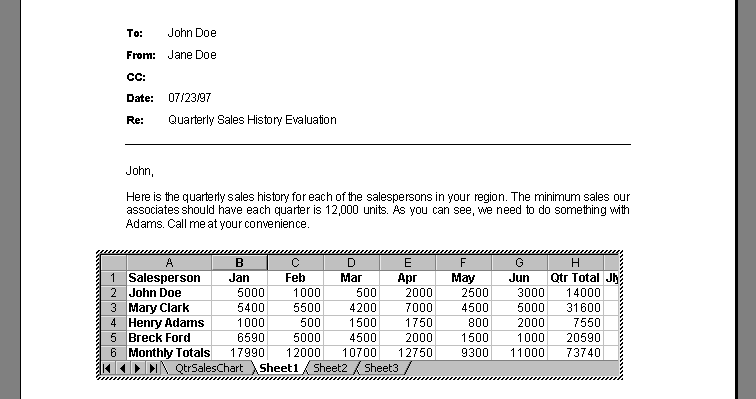 To: John Doe
From: Jane Doe
CC:
Date: 07/23/97
Re: Quarterly Sales History Evaluation
John,
Here is the quarterly sales history for each of the salespersons in your region. The minimum sales our
associates should have each quarter is 12,000 units. As you can see, we need to do something with
Adams. Call me at your convenience.
A B C D E F G H
1 Salesperson Jan Feb Mar Apr May Jun Qtr Total
2 John Doe 5000 1000 500 2000 2500 3000 14000
3 Mary Clark 5400 5500 4200 7000 4500 5000 31600
4 Henry Adams 1000 500 1500 1750 800 2000 7550
5 Breck Ford 6590 5000 4500 2000 1500 1000 20590
6 Monthly Totals 17990 12000 10700 12750 9300 11000 73740
QtrSalesChart Sheet1 Sheet2 Sheet3